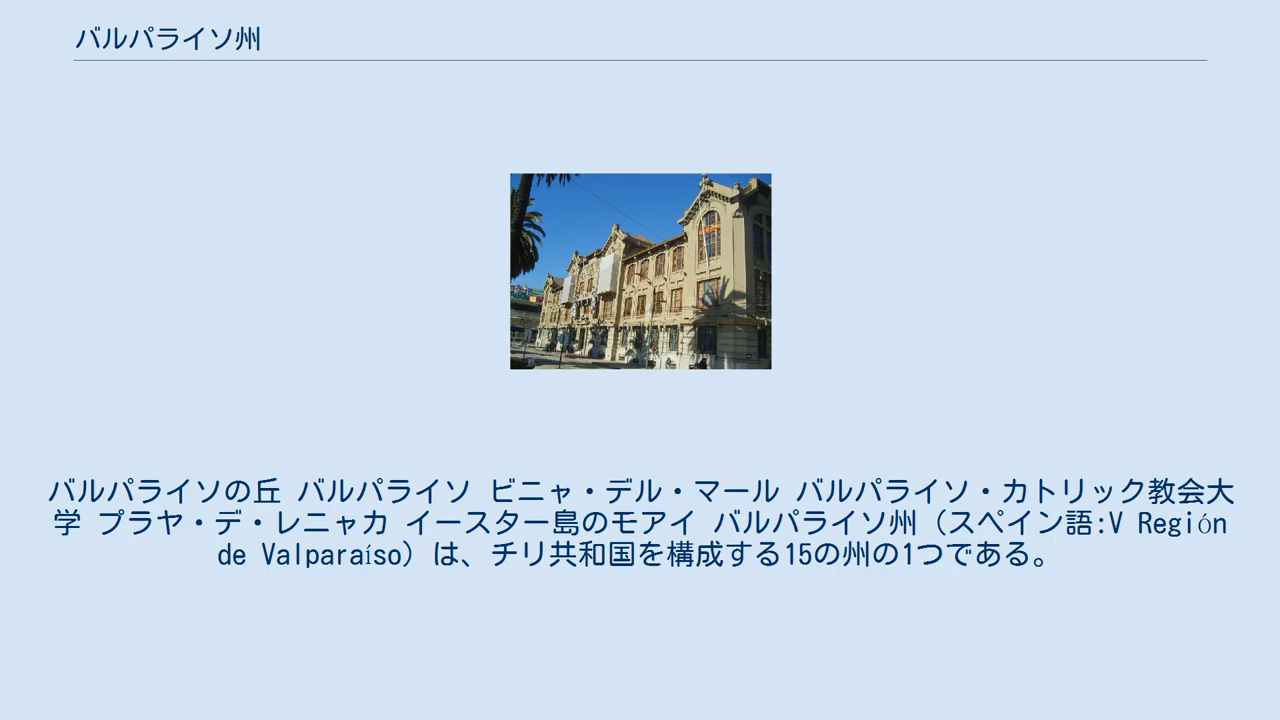 バルパライソ州
バルパライソの丘 バルパライソ ビニャ・デル・マール バルパライソ・カトリック教会大
学 プラヤ・デ・レニャカ イースター島のモアイ バルパライソ州（スペイン語:V Región
de Valparaíso）は、チリ共和国を構成する15の州の1つである。